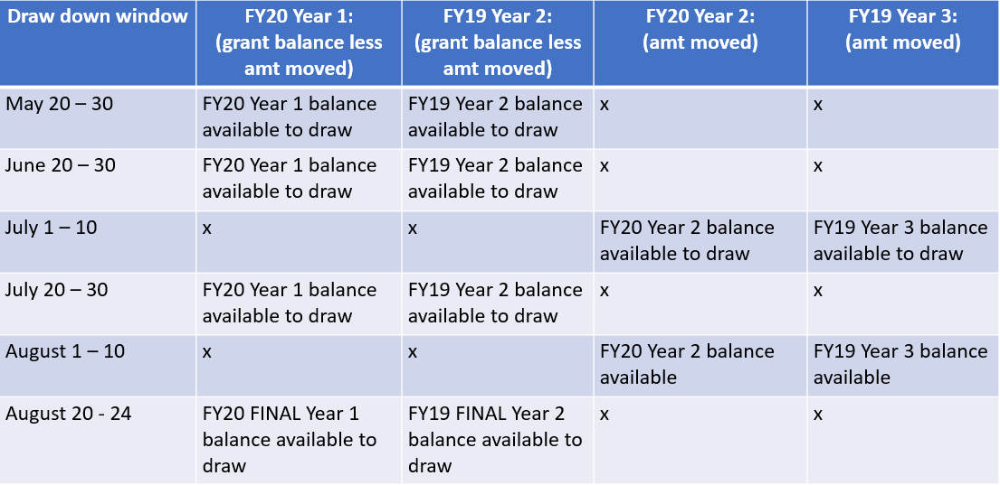 Draw down window
FY20 Year 1:
(grant balance less
amt moved)
FY19 Year 2:
(grant balance less
amt moved)
FY20 Year 2:
(amt moved)
FY19 Year 3:
(amt moved)
May 20 – 30
FY20 Year 1 balance
available to draw
FY19 Year 2 balance
available to draw
x
x
June 20 – 30
FY20 Year 1 balance
available to draw
FY19 Year 2 balance
available to draw
x
x
July 1 – 10
x
x
FY20 Year 2 balance
available to draw
FY19 Year 3 balance
available to draw
July 20 – 30
FY20 Year 1 balance
available to draw
FY19 Year 2 balance
available to draw
x
x
August 1 – 10
x
x
FY20 Year 2 balance
available
FY19 Year 3 balance
available
August 20 - 24
FY20 FINAL Year 1
balance available to
draw
FY19 FINAL Year 2
balance available to
draw
x
x